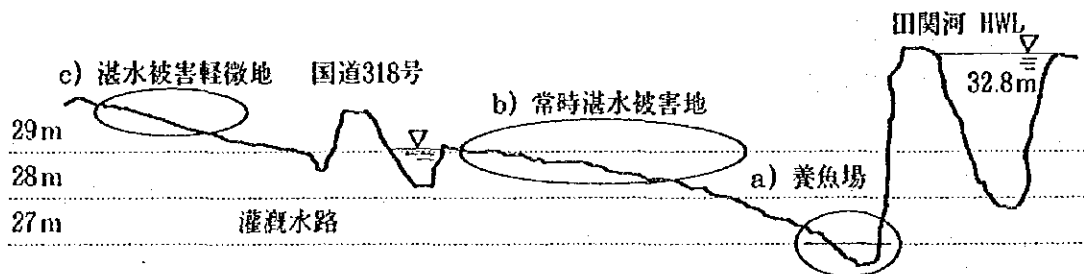 田関河 HWL
32.8m
c) 湛水被害軽微地
国道318号
b) 常時湛水被害地
29m
28m
a) 養魚場
27m
灌漑水路